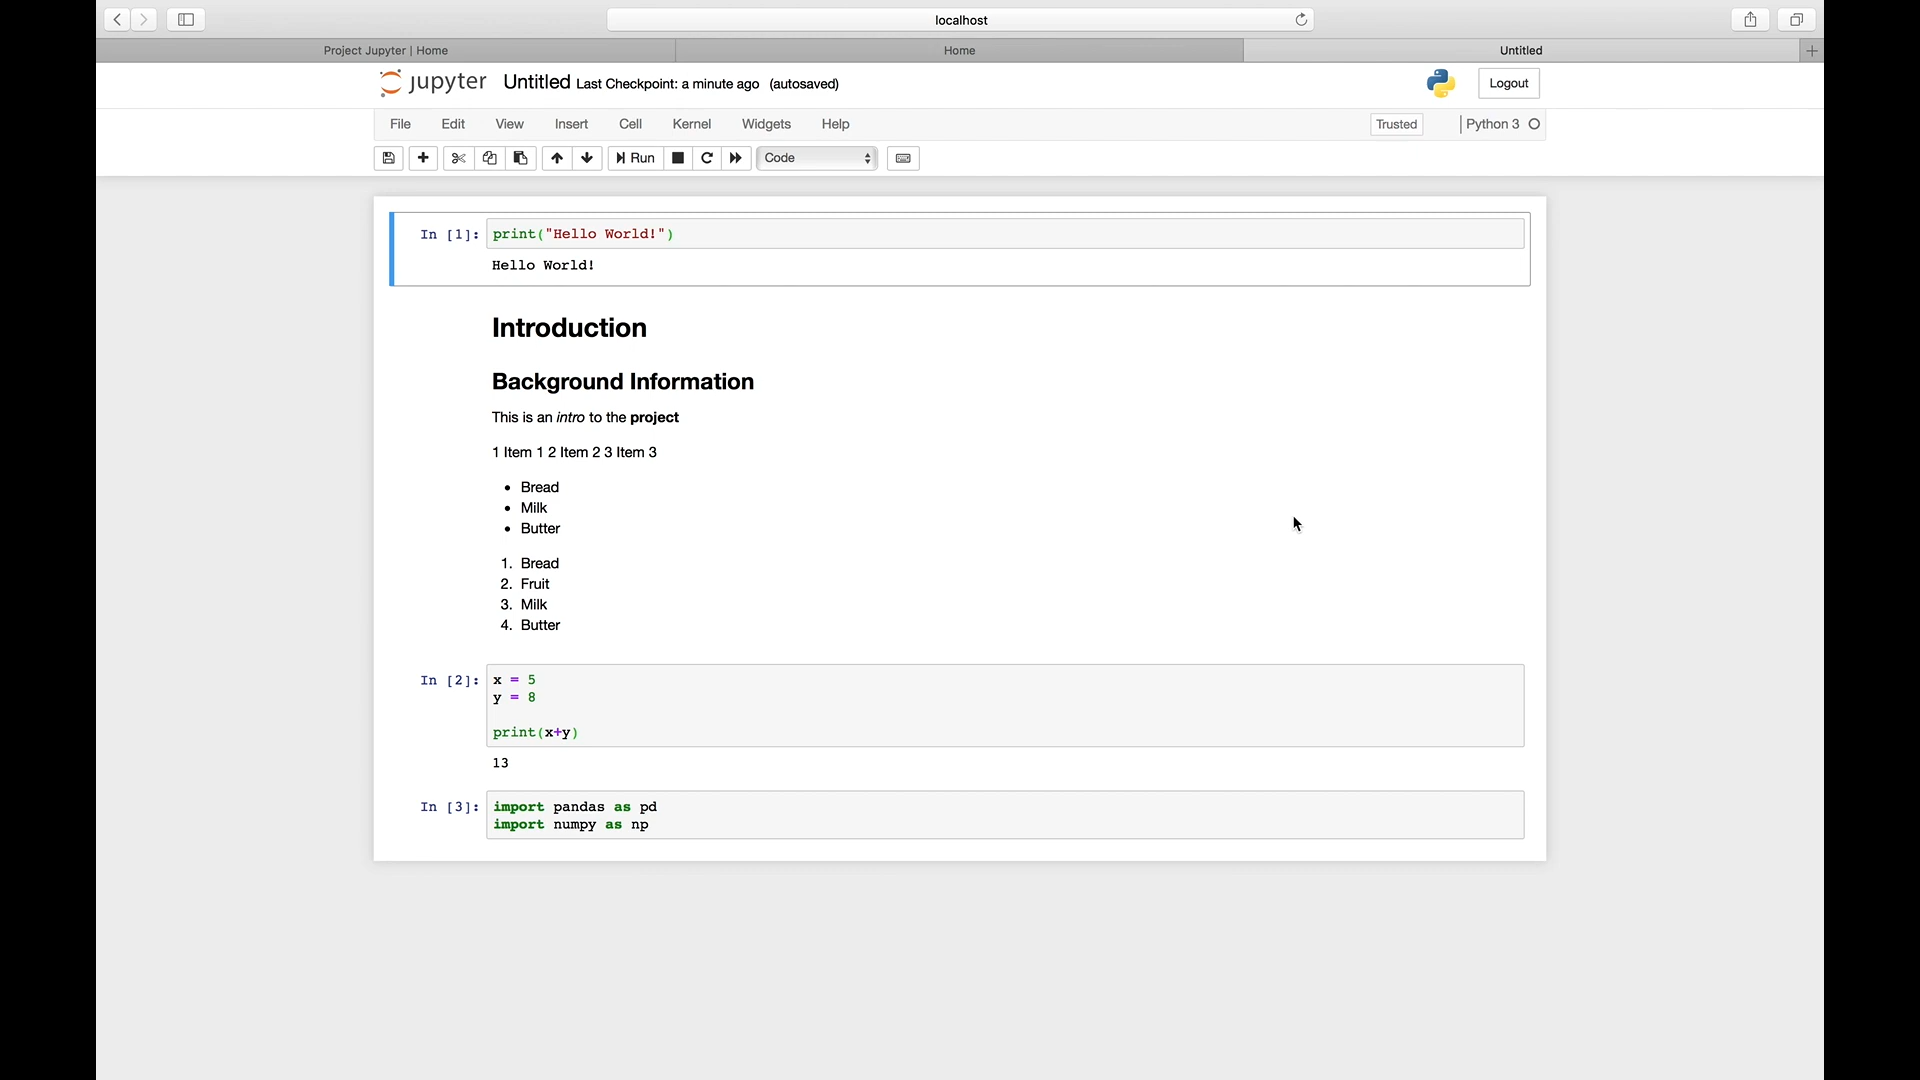 localhost
Project Jupyter | Home
Home
Untitled
jupyter Untitled Last Checkpoint: a minute ago (autosaved)
Logout
File Edit View Insert Cell Kernel Widgets Help
Trusted
Python 3
Run
Code
In [1]: print("Hello World!")
Hello World!
Introduction
Background Information
This is an intro to the project
1 Item 1 2 Item 2 3 Item 3
• Bread
• Milk
• Butter
1. Bread
2. Fruit
3. Milk
4. Butter
In [2]: x = 5
y = 8
print(x+y)
13
In [3]: import pandas as pd
import numpy as np